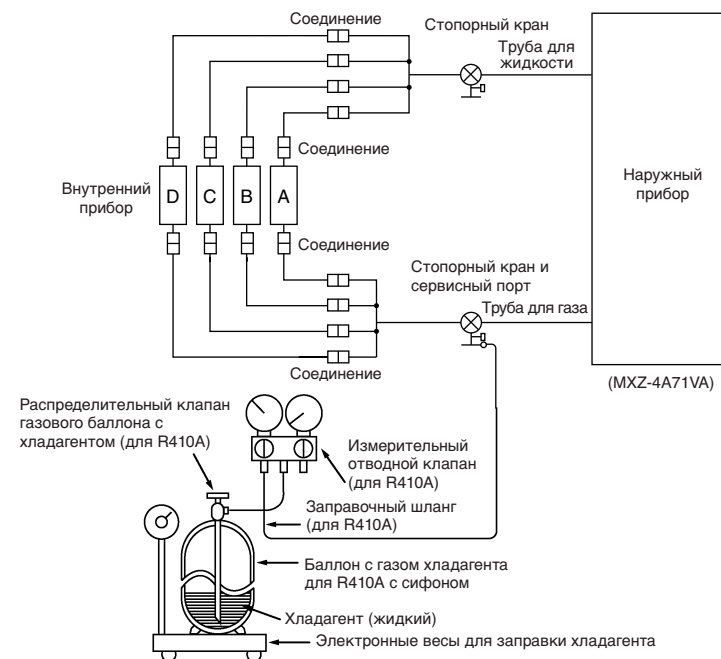 Соединение
Стопорный кран
Труба для
жидкости
Соединение
Внутренний
прибор
D
C
B
A
Наружный
прибор
Соединение
Стопорный кран и
сервисный порт
Труба для газа
Соединение
(MXZ-4A71VA)
Распределительный клапан
газового баллона с
хладагентом (для R410A)
Измерительный
отводной клапан
(для R410A)
Заправочный шланг
(для R410A)
Баллон с газом хладагента
для R410A с сифоном
Хладагент (жидкий)
Электронные весы для заправки хладагента